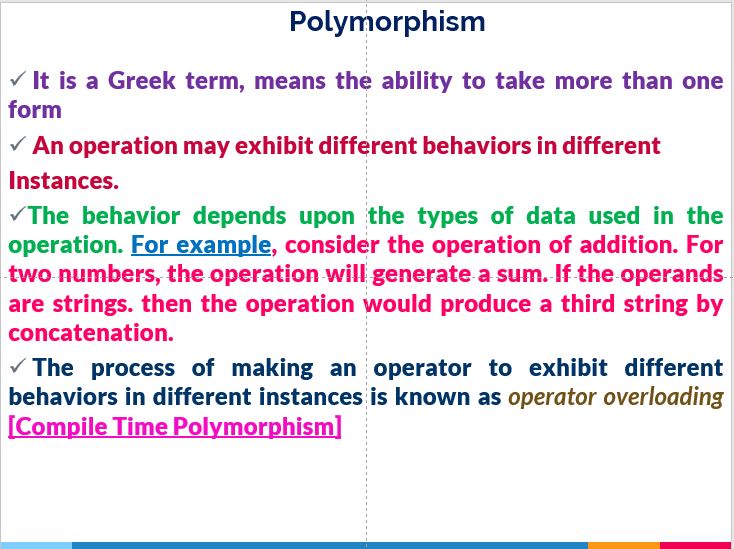 Polymorphism
✓ It is a Greek term, means the ability to take more than one
form
✓ An operation may exhibit different behaviors in different
Instances.
✓The behavior depends upon the types of data used in the
operation. For example, consider the operation of addition. For
two numbers, the operation will generate a sum. If the operands
are strings. then the operation would produce a third string by
concatenation.
✓ The process of making an operator to exhibit different
behaviors in different instances is known as operator overloading
[Compile Time Polymorphism]